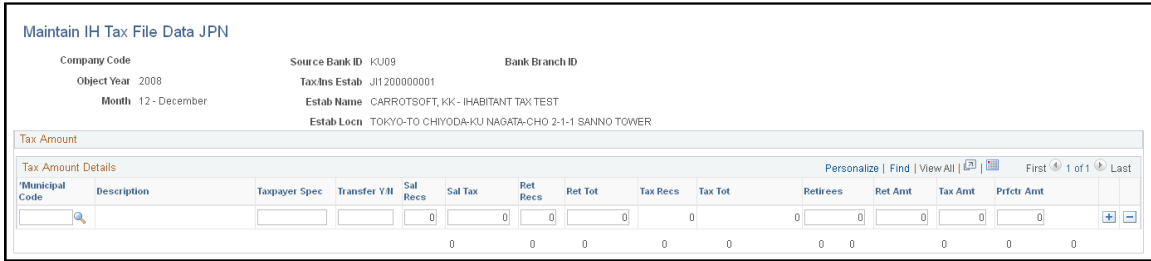 Maintain IH Tax File Data JPN
Company Code Source Bank ID KU09 Bank Branch ID
Object Year 2008 Tax/Ins Estab JI1200000001
Month 12 - December Estab Name CARROTSOFT, KK - IHABITANT TAX TEST
Estab Locn TOKYO-TO CHIYODA-KU NAGATA-CHO 2-1-1 SANNO TOWER
Tax Amount
Tax Amount Details Personalize | Find | View All | | First 1 of 1 Last
*Municipal Code Description Taxpayer Spec Transfer Y/N Sal Recs Sal Tax Ret Recs Ret Tot Tax Recs Tax Tot Retirees Ret Amt Tax Amt Prfctr Amt
0 0 0 0 0 0 0 0 0 0
0 0 0 0 0 0 0 0 0 0